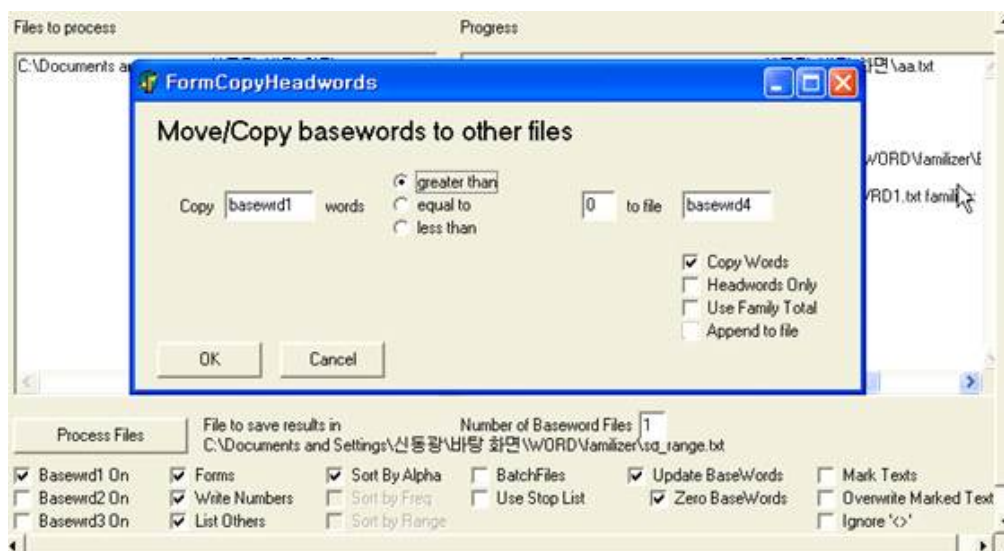 Files to process
Progress
C:\Documents
화면\aa.txt
FormCopyHeadwords
Move/Copy basewords to other files
WORD\familizer\E
greater than
Copy basewrd1 words equal to 0 to file basewrd4
less than
RD1.txt
Copy Words
Headwords Only
Use Family Total
Append to file
OK Cancel
Process Files
File to save results in
Number of Baseword Files 1
C:\Documents and Settings\신동광\바탕 화면\WORD\familizer\sd_range.txt
Basewrd1 On Forms Sort By Alpha BatchFiles Update BaseWords Mark Texts
Basewrd2 On Write Numbers Sort by Freq Use Stop List Zero BaseWords Overwrite Marked Text
Basewrd3 On List Others Sort by Range Ignore '<>'